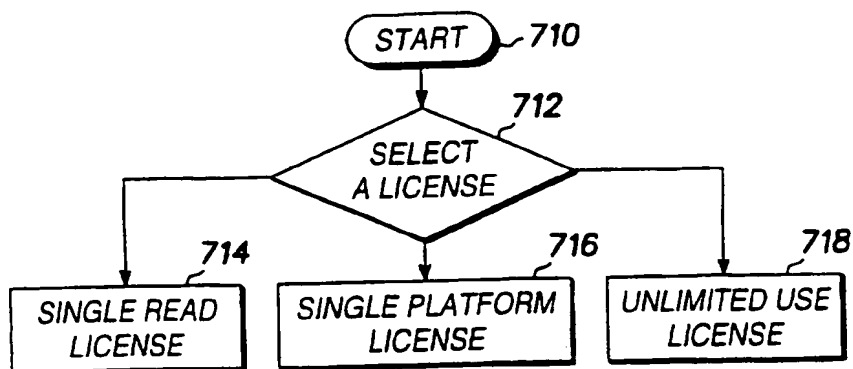 START
710
712
SELECT
A LICENSE
714
716
718
SINGLE READ
LICENSE
SINGLE PLATFORM
LICENSE
UNLIMITED USE
LICENSE